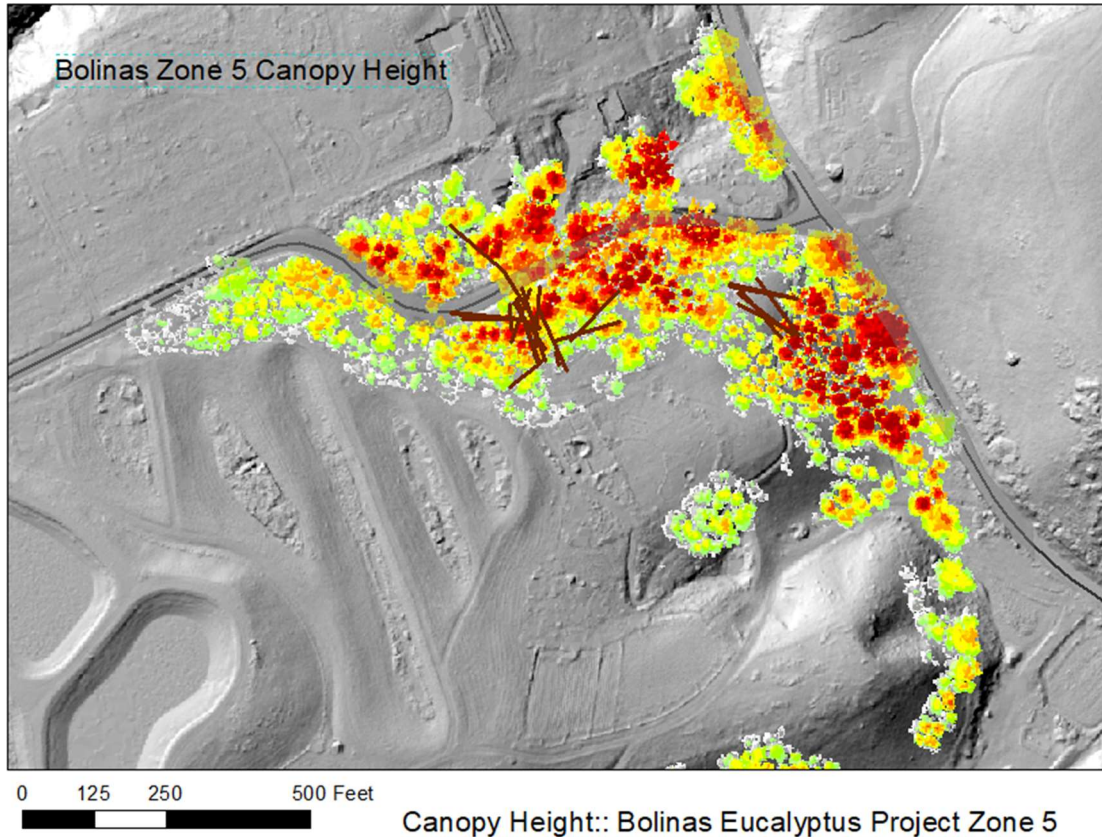 Bolinas Zone 5 Canopy Height
0 125 250 500 Feet
Canopy Height:: Bolinas Eucalyptus Project Zone 5